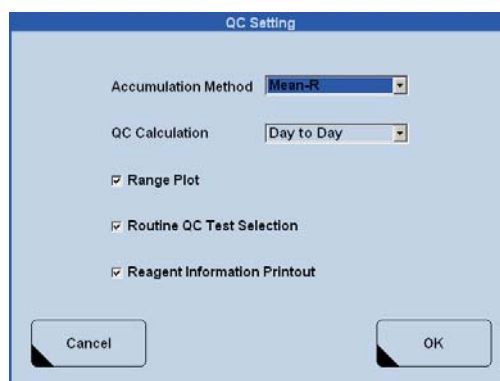 QC Setting
Accumulation Method Mean-R
QC Calculation Day to Day
Range Plot
Routine QC Test Selection
Reagent Information Printout
Cancel OK